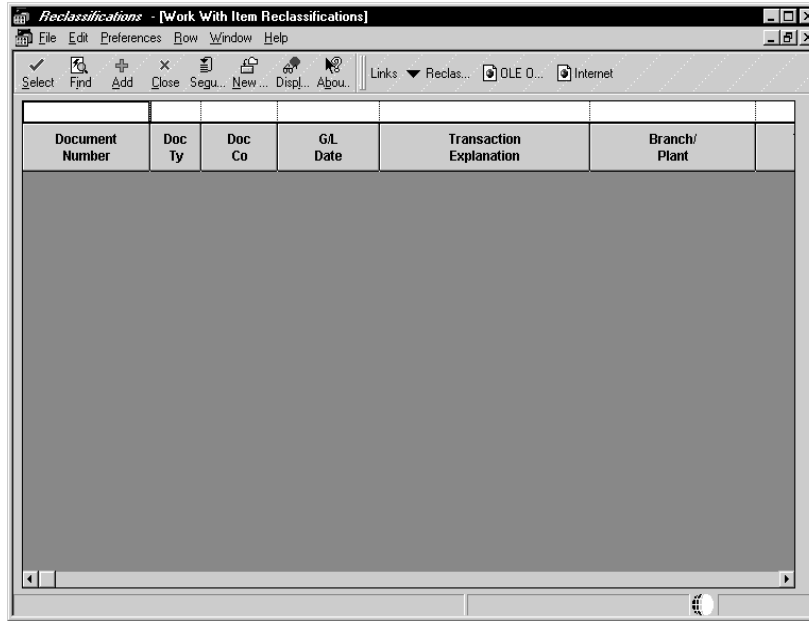 Reclassifications - [Work With Item Reclassifications]
File Edit Preferences Row Window Help
Select Find Add Close Sequ... New ... Displ... Abou.. Links Reclas... OLE O... Internet
Document Number Doc Ty Doc Co G/L Date Transaction Explanation Branch/ Plant